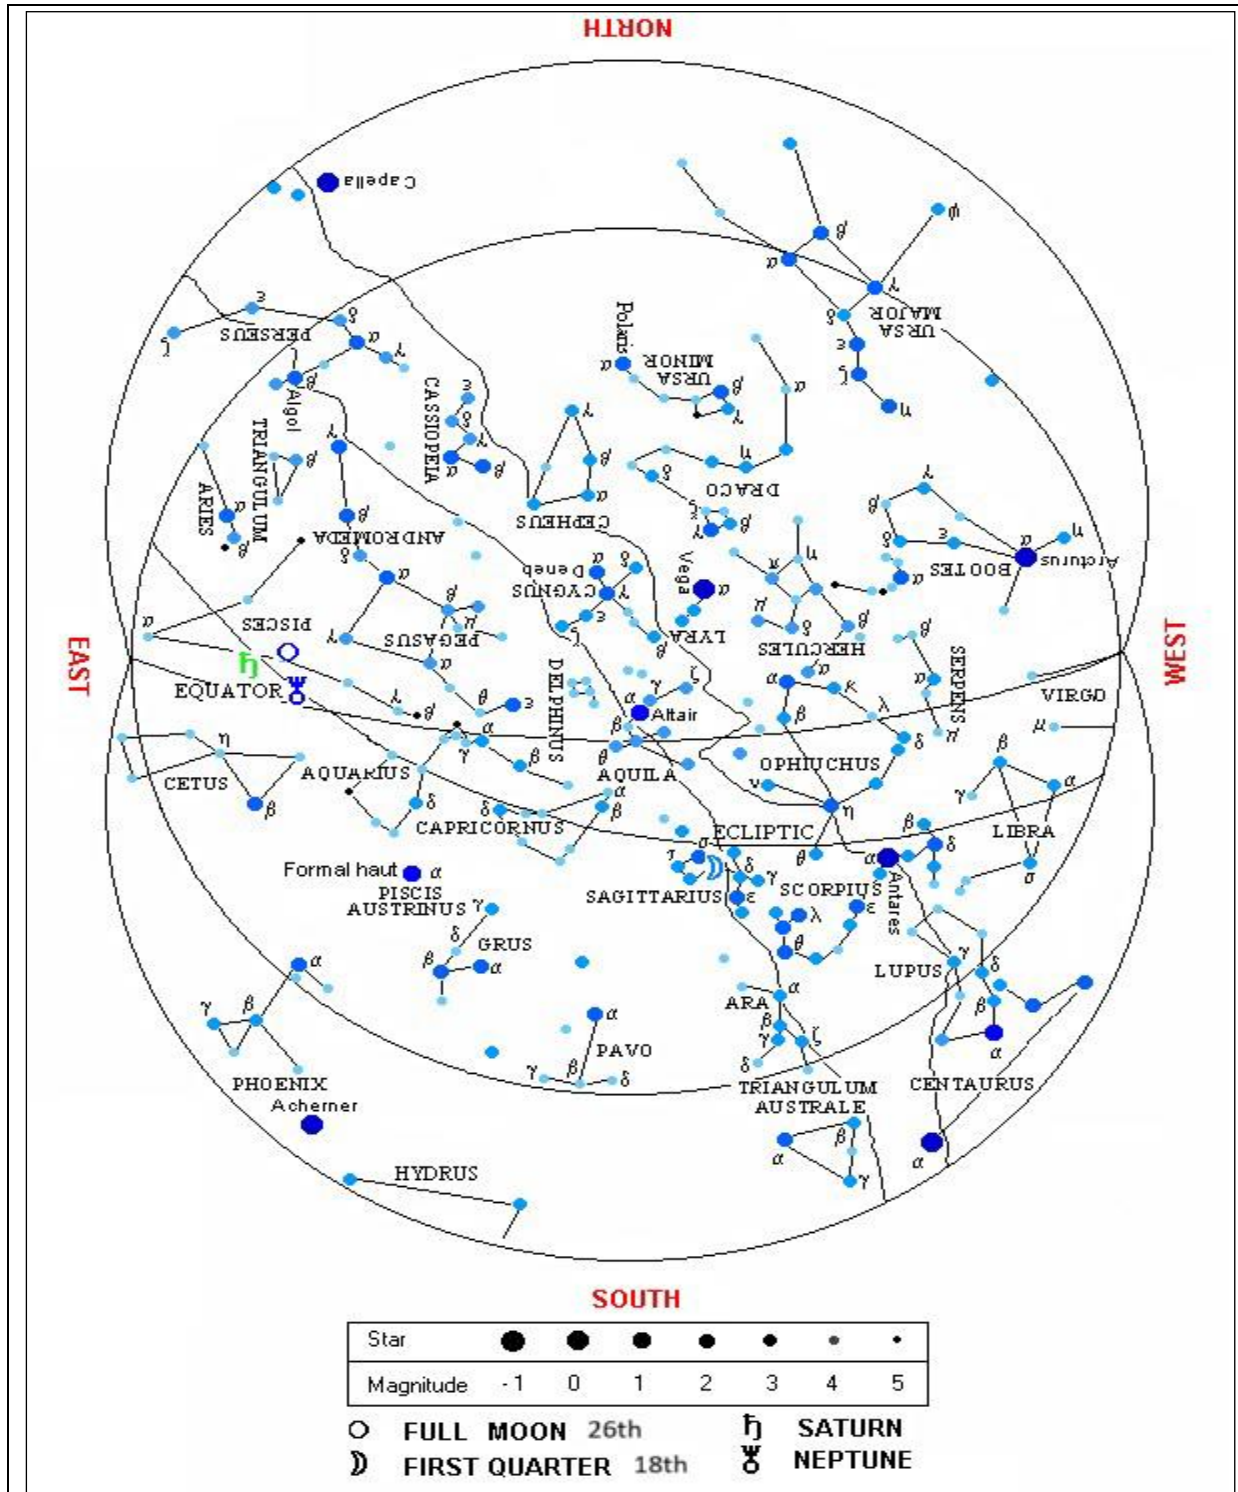 NORTH
Capella
ψ
β
α
γ
URSA
MAJOR
δ
ε
ζ
η
ε
δ
PERSEUS
α
γ
ζ
β
Algol
Polaris
α
URSA
MINOR
β
γ
α
CASSIOPEIA
ε
δ
γ
α
β
γ
β
α
CEPHEUS
η
DRACO
δ
ξ
β
γ
TRIANGULUM
β
ARIES
α
β
γ
β
ANDROMEDA
δ
α
γ
β
δ
ε
BOOTES
α
Arcturus
η
α
Deneb
δ
CYGNUS
γ
ε
ζ
β
Vega
α
LYRA
η
π
μ
δ
β
HERCULES
α
PISCES
γ
β
β
μ
PEGASUS
γ
α
θ
ε
EAST
WEST
EQUATOR
DELPHINUS
ζ
γ
α
Altair
β
θ
AQUILA
α
α
κ
λ
β
δ
ν
η
θ
OPHIUCHUS
β
α
SERPENS
μ
VIRGO
μ
η
CETUS
β
AQUARIUS
γ
α
β
δ
CAPRICORNUS
δ
α
β
ECLIPTIC
β
γ
α
LIBRA
σ
Formal haut
α
PISCIS
AUSTRINUS
γ
δ
GRUS
β
α
SAGITTARIUS
σ
τ
δ
γ
ε
SCORPIUS
β
δ
α
Antares
ε
λ
θ
LUPUS
γ
δ
β
α
CENTAURUS
α
α
γ
β
PHOENIX
Acherner
α
PAVO
γ
β
δ
ARA
α
β
γ
ζ
δ
TRIANGULUM
AUSTRALE
α
β
γ
HYDRUS
SOUTH
Star
Magnitude -1 0 1 2 3 4 5
FULL MOON 26th
SATURN
FIRST QUARTER 18th
NEPTUNE